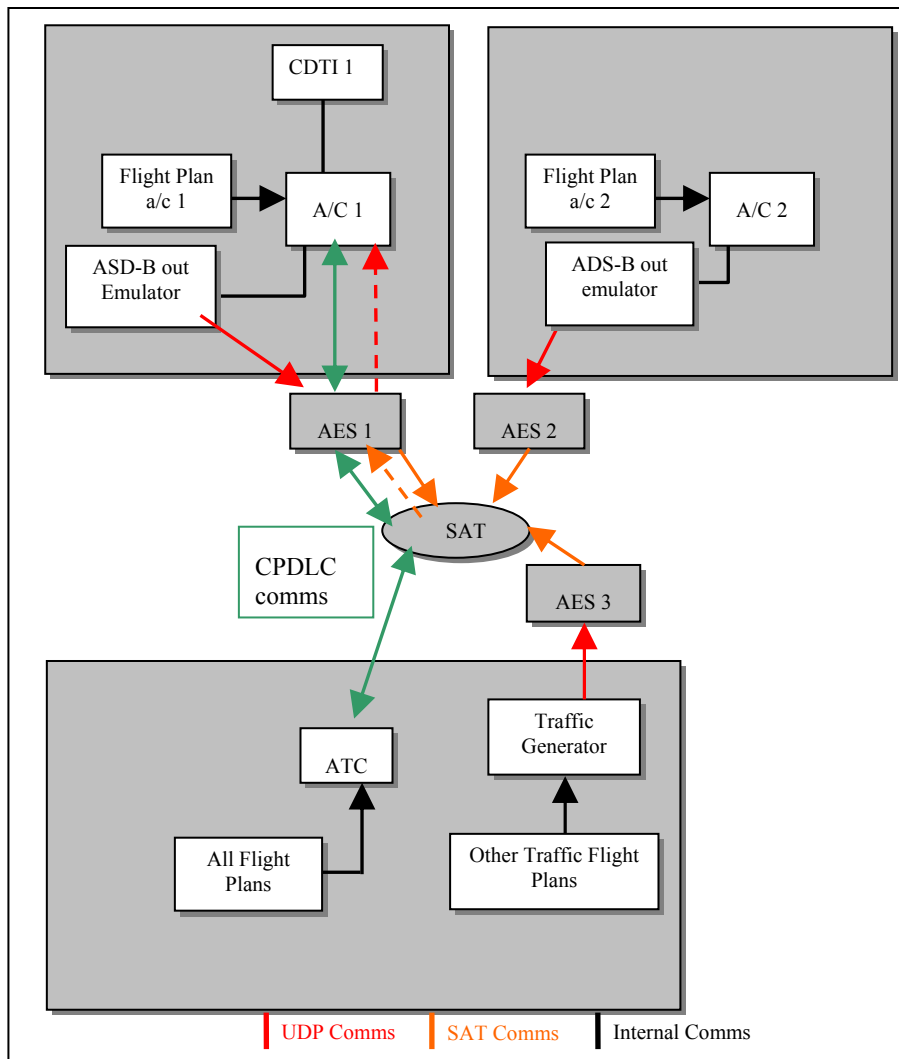 CDTI 1
Flight Plan
a/c 1
A/C 1
ASD-B out
Emulator
Flight Plan
a/c 2
A/C 2
ADS-B out
emulator
AES 1
AES 2
SAT
CPDLC
comms
AES 3
Traffic
Generator
ATC
All Flight
Plans
Other Traffic Flight
Plans
UDP Comms
SAT Comms
Internal Comms